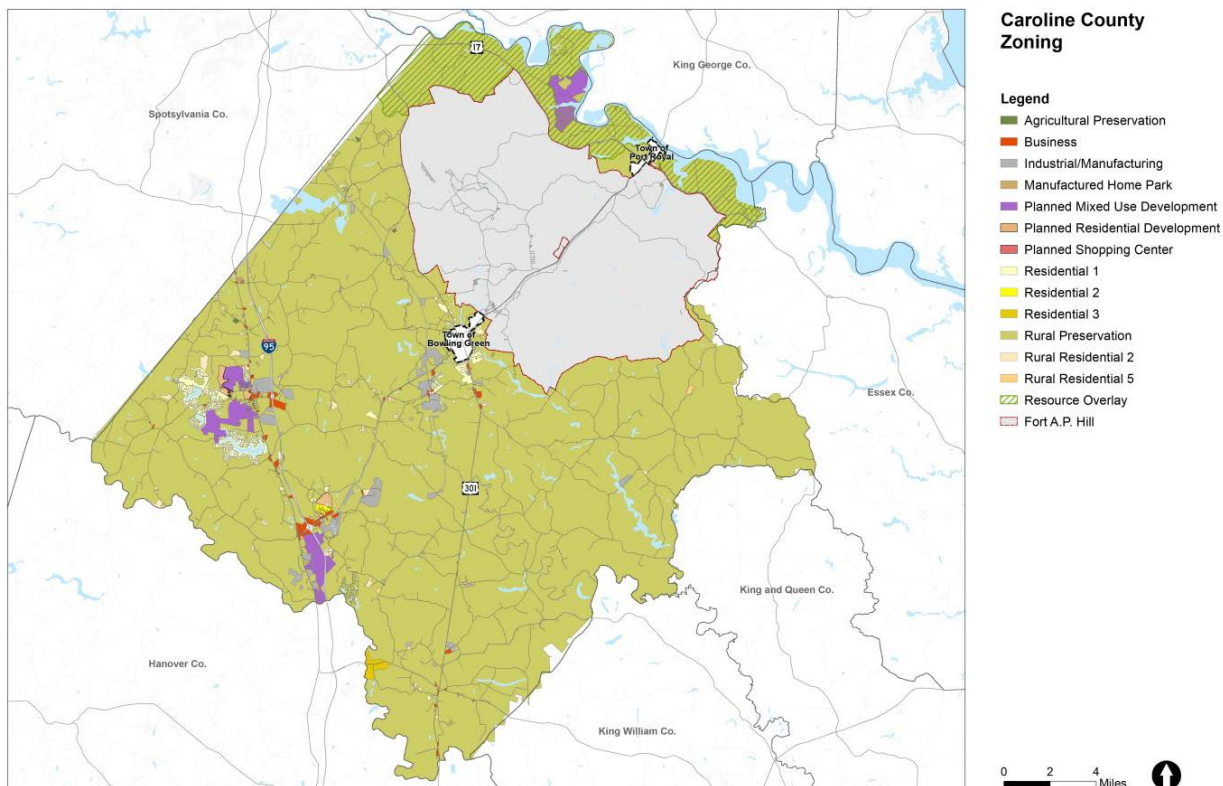 Caroline County
Zoning
Legend
Agricultural Preservation
Business
Industrial/Manufacturing
Manufactured Home Park
Planned Mixed Use Development
Planned Residential Development
Planned Shopping Center
Residential 1
Residential 2
Residential 3
Rural Preservation
Rural Residential 2
Rural Residential 5
Resource Overlay
Fort A.P. Hill
17
King George Co.
Spotsylvania Co.
Town of
Port Royal
Town of
Bowling Green
95
Essex Co.
301
King and Queen Co.
Hanover Co.
King William Co.
0 2 4
Miles